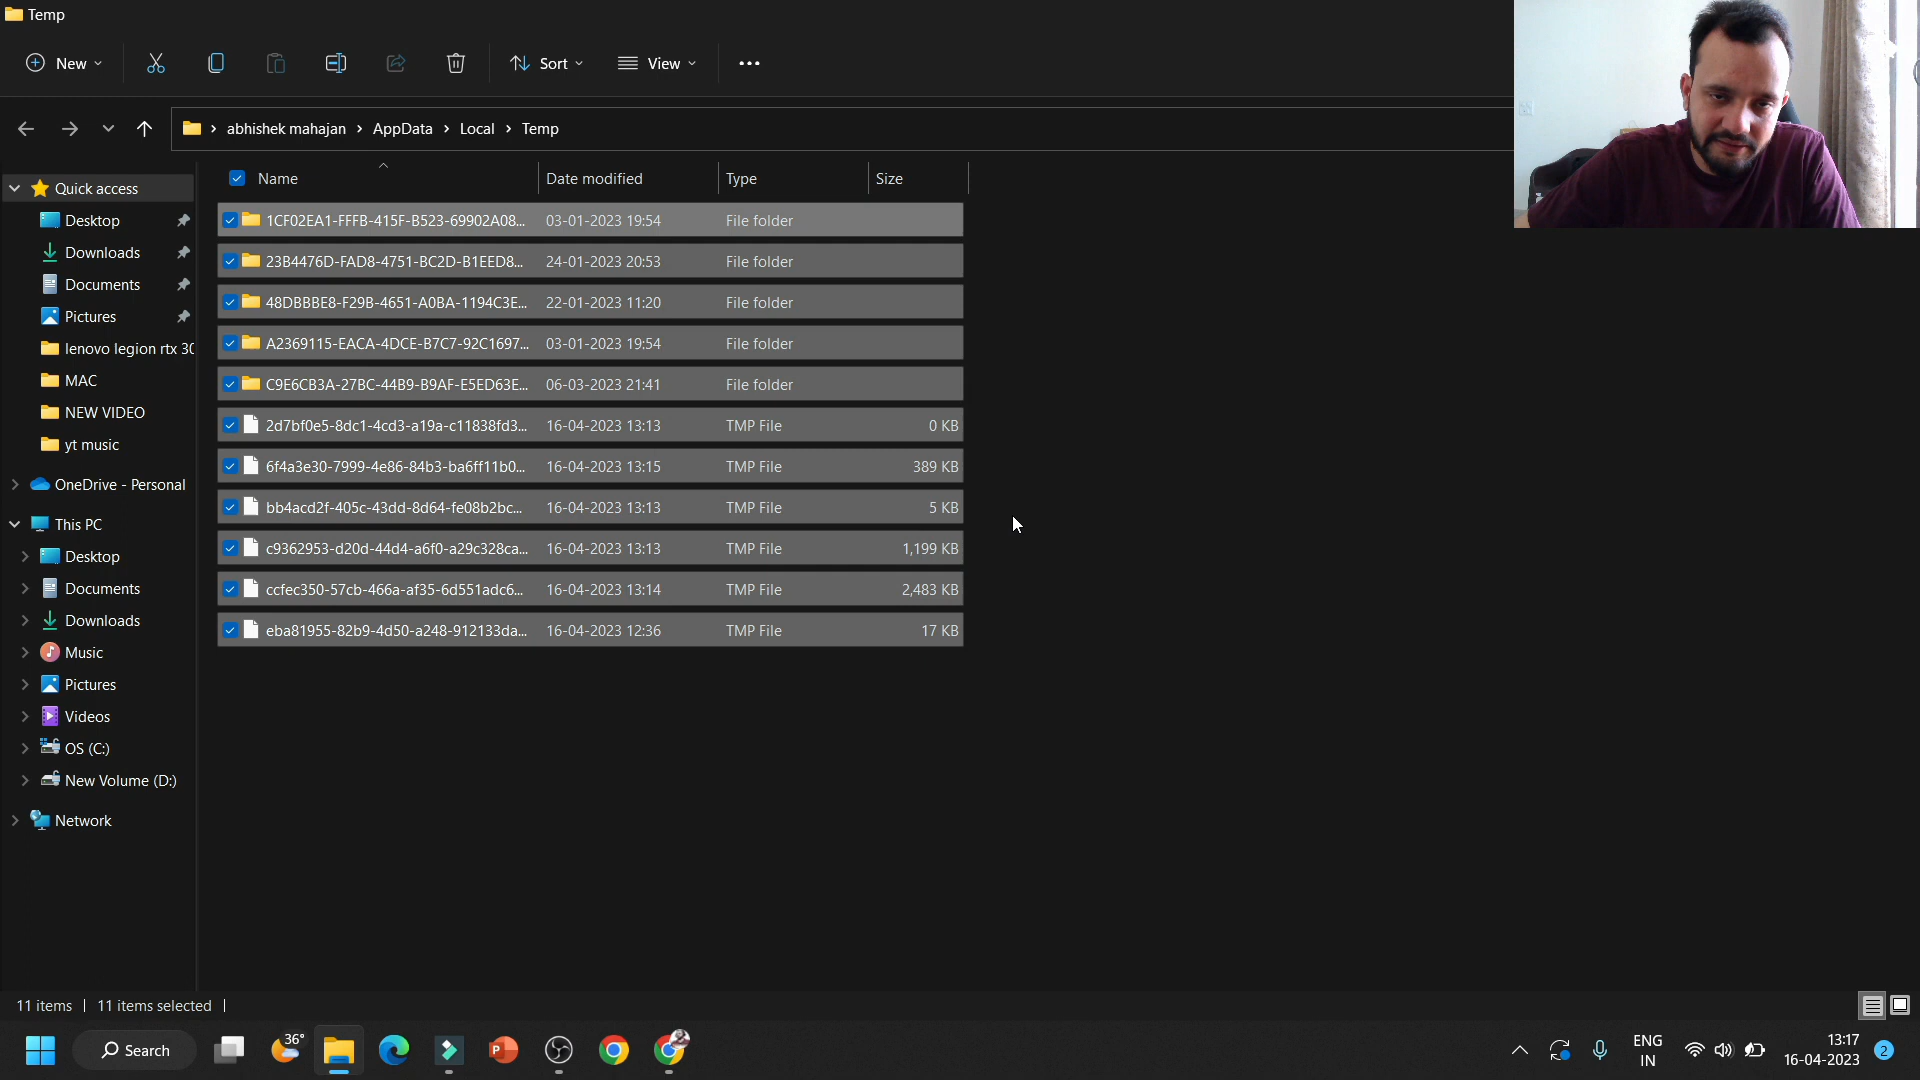 Temp
New
Sort
View
abhishek mahajan > AppData > Local > Temp
Name Date modified Type Size
Quick access
Desktop
Downloads
Documents
Pictures
lenovo legion rtx 30
MAC
NEW VIDEO
yt music
OneDrive - Personal
This PC
Desktop
Documents
Downloads
Music
Pictures
Videos
OS (C:)
New Volume (D:)
Network
1CF02EA1-FFFB-415F-B523-69902A08... 03-01-2023 19:54 File folder
23B4476D-FAD8-4751-BC2D-B1EED8... 24-01-2023 20:53 File folder
48DBBBE8-F29B-4651-A0BA-1194C3E... 22-01-2023 11:20 File folder
A2369115-EACA-4DCE-B7C7-92C1697... 03-01-2023 19:54 File folder
C9E6CB3A-27BC-44B9-B9AF-E5ED63E... 06-03-2023 21:41 File folder
2d7bf0e5-8dc1-4cd3-a19a-c11838fd3... 16-04-2023 13:13 TMP File 0 KB
6f4a3e30-7999-4e86-84b3-ba6ff11b0... 16-04-2023 13:15 TMP File 389 KB
bb4acd2f-405c-43dd-8d64-fe08b2bc... 16-04-2023 13:13 TMP File 5 KB
c9362953-d20d-44d4-a6f0-a29c328ca... 16-04-2023 13:13 TMP File 1,199 KB
ccfec350-57cb-466a-af35-6d551adc6... 16-04-2023 13:14 TMP File 2,483 KB
eba81955-82b9-4d50-a248-912133da... 16-04-2023 12:36 TMP File 17 KB
11 items | 11 items selected |
Search
36°
P
ENG
IN
13:17
16-04-2023
2